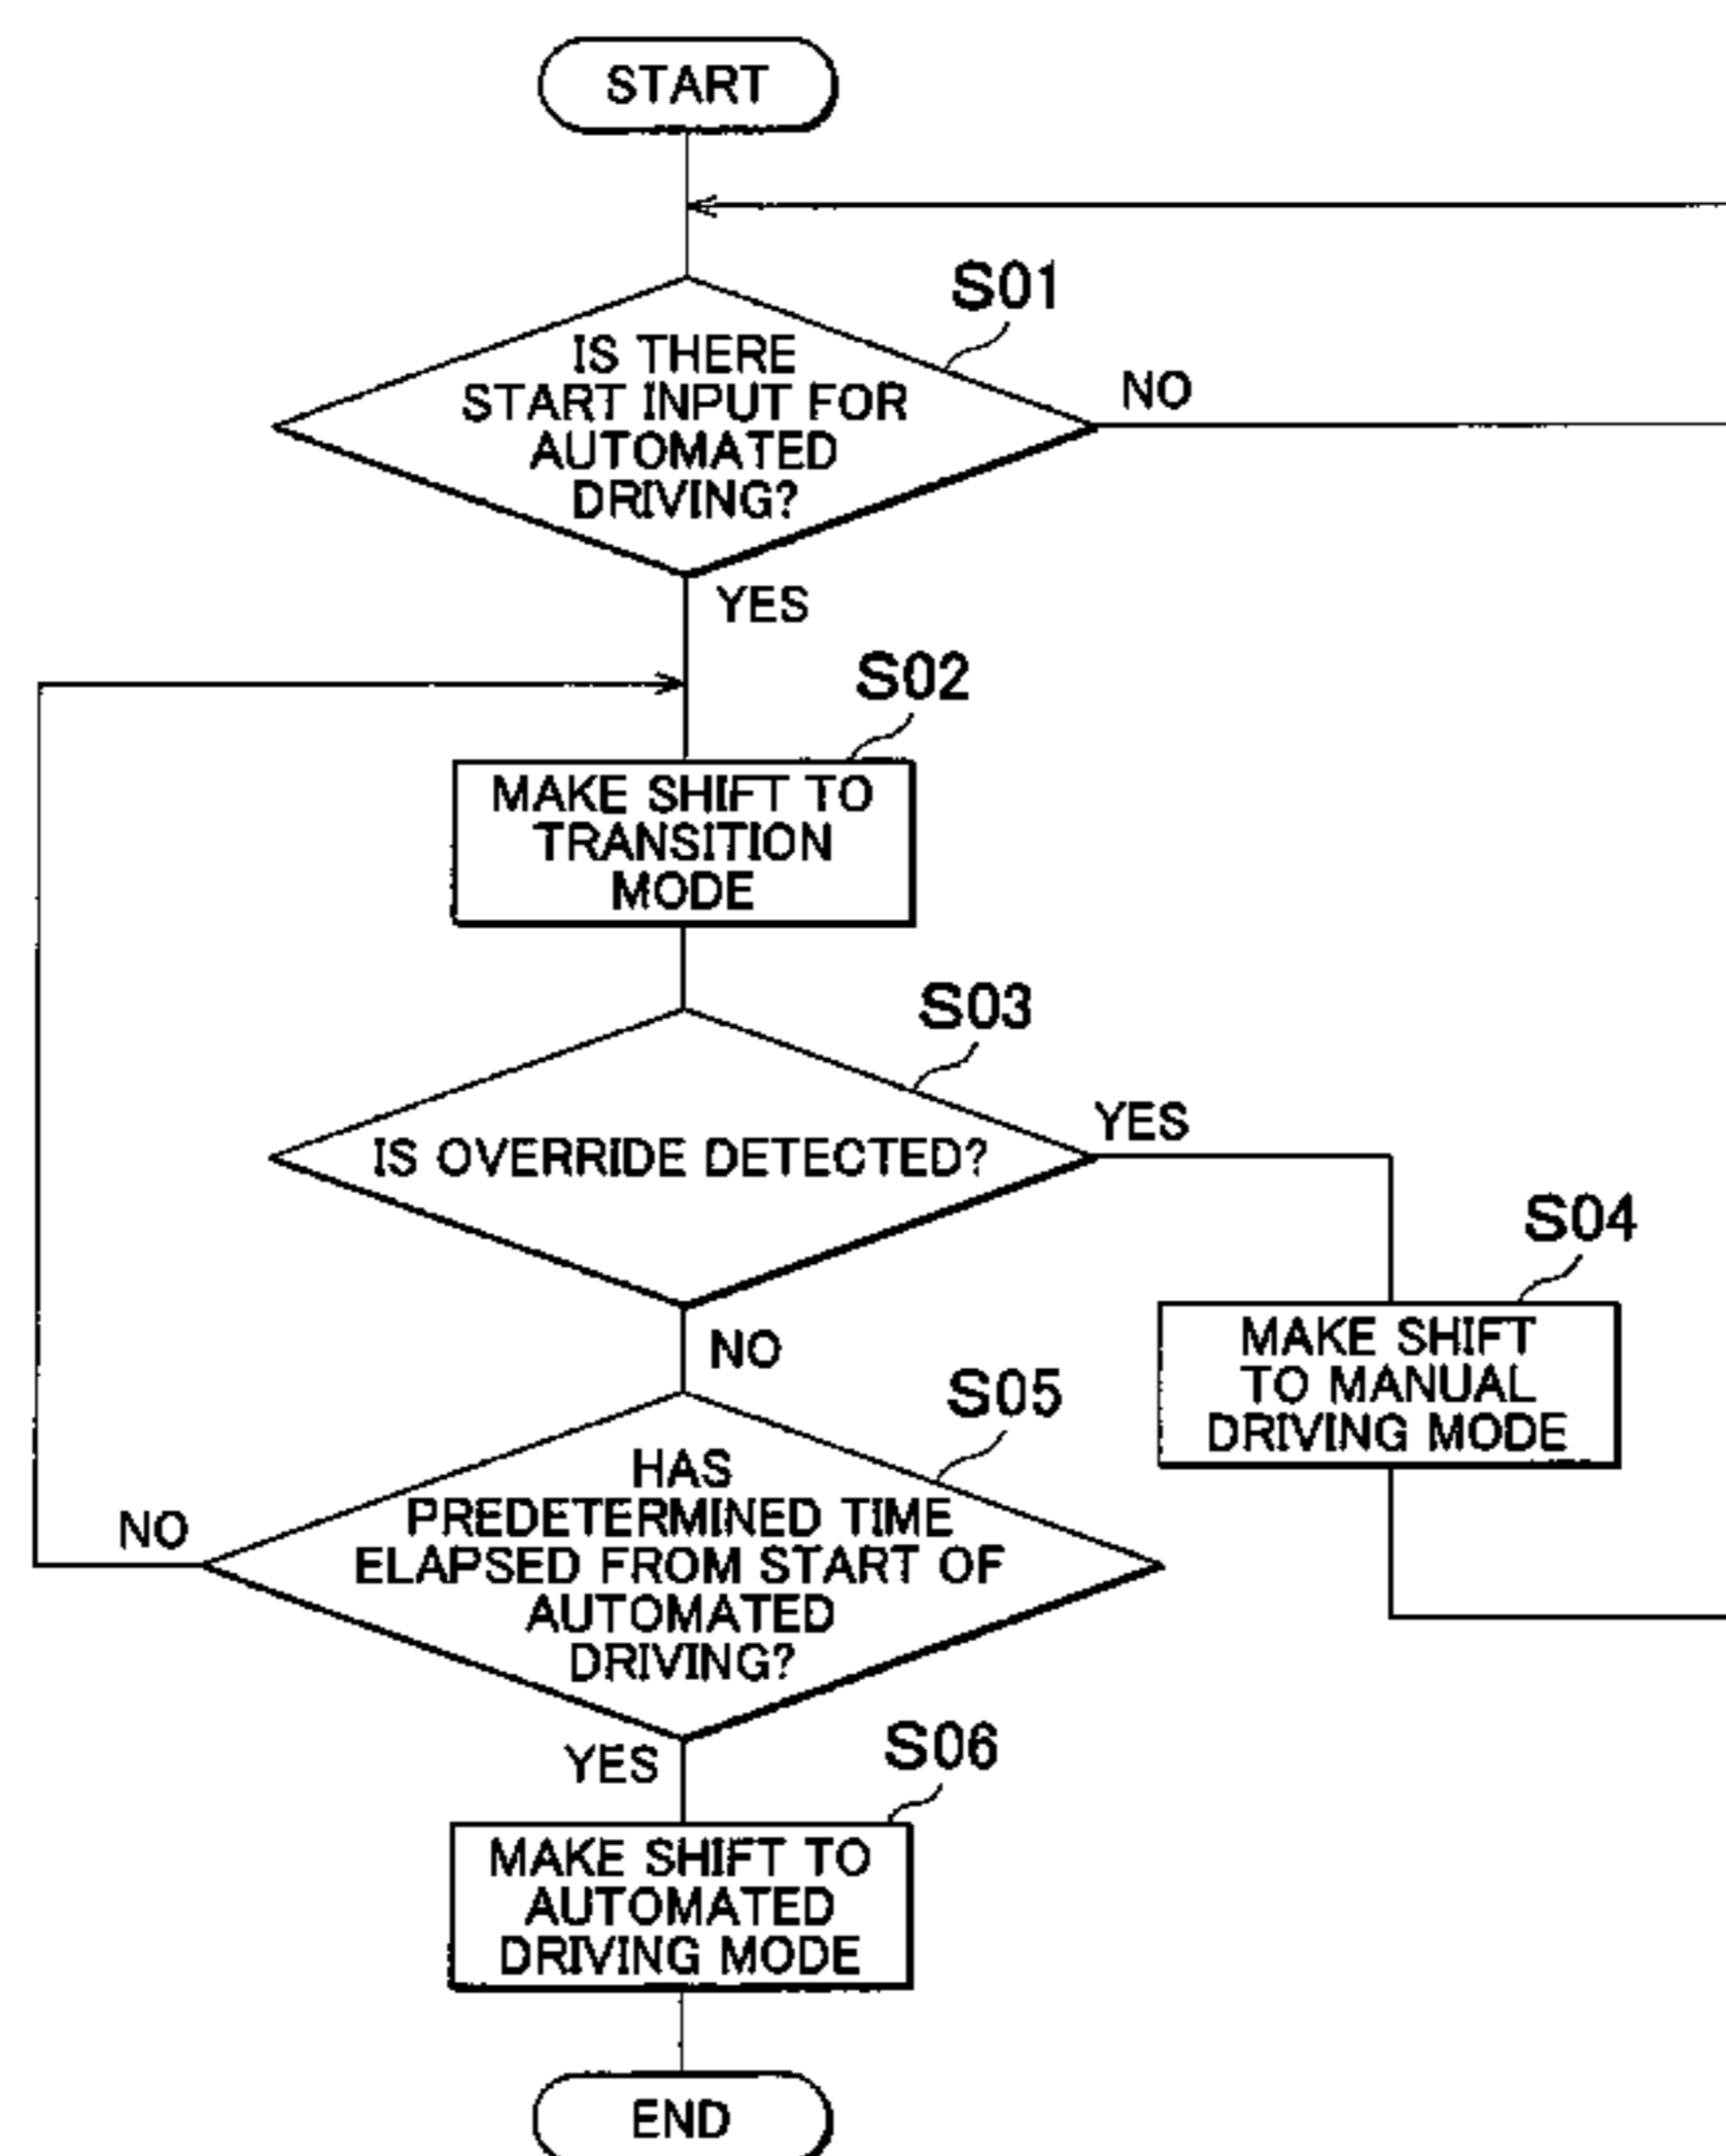 START
S01
IS THERE
START INPUT FOR
AUTOMATED
DRIVING?
NO
YES
S02
MAKE SHIFT TO
TRANSITION
MODE
S03
IS OVERRIDE DETECTED?
YES
S04
MAKE SHIFT
TO MANUAL
DRIVING MODE
NO
S05
HAS
PREDETERMINED TIME
ELAPSED FROM START OF
AUTOMATED
DRIVING?
NO
YES
S06
MAKE SHIFT TO
AUTOMATED
DRIVING MODE
END